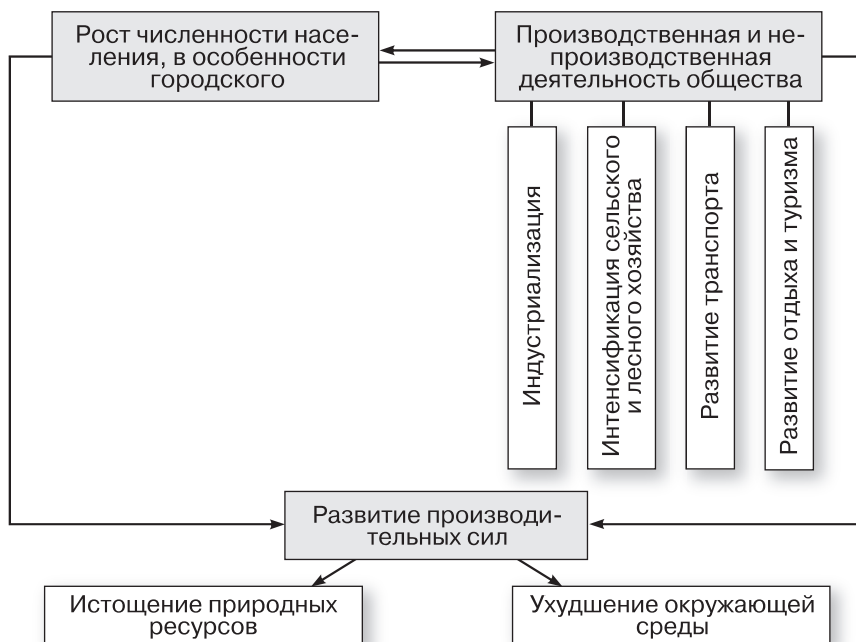 Рост численности насе-
ления, в особенности
городского
Производственная и не-
производственная
деятельность общества
Индустриализация
Интенсификация сельского
и лесного хозяйства
Развитие транспорта
Развитие отдыха и туризма
Развитие производи-
тельных сил
Истощение природных
ресурсов
Ухудшение окружающей
среды